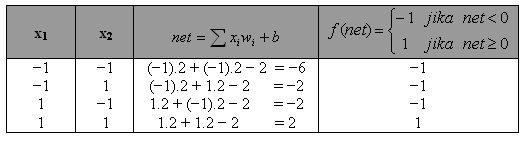 x1 x2 net = ∑ xᵢwᵢ + b f(net) = { −1 jika net < 0
1 jika net ≥ 0
−1 −1 (−1).2 + (−1).2 − 2 = −6 −1
−1 1 (−1).2 + 1.2 − 2 = −2 −1
1 −1 1.2 + (−1).2 − 2 = −2 −1
1 1 1.2 + 1.2 − 2 = 2 1